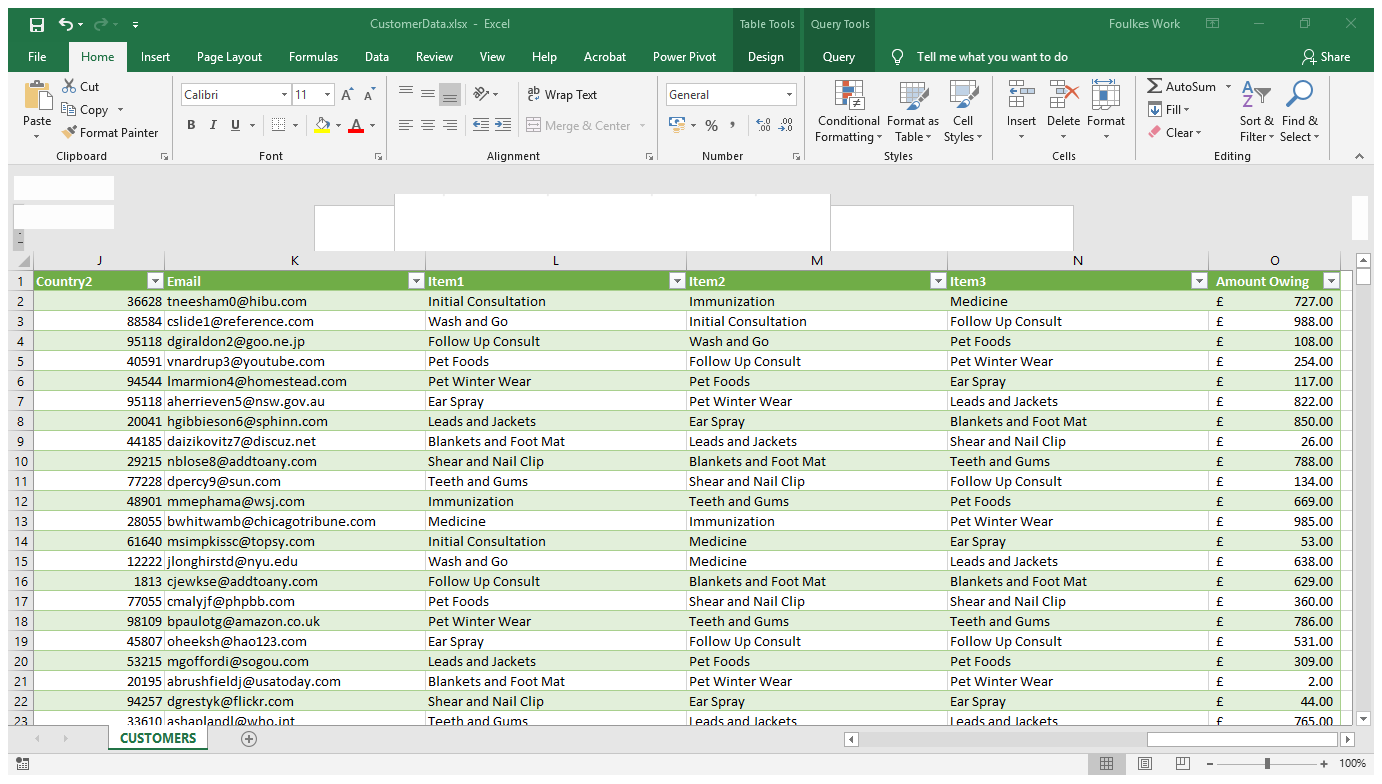 CustomerData.xlsx - Excel
Table Tools
Query Tools
Foulkes Work
File Home Insert Page Layout Formulas Data Review View Help Acrobat Power Pivot Design Query Tell me what you want to do Share
Paste
Cut
Copy
Format Painter
Clipboard
Calibri 11
B I U
Font
Wrap Text
Merge & Center
Alignment
General
%
Number
Conditional Formatting
Format as Table
Cell Styles
Styles
Insert Delete Format
Cells
AutoSum
Fill
Clear
Sort & Filter
Find & Select
Editing
J K L M N O
1 Country2 Email Item1 Item2 Item3 Amount Owing
2 36628 tneesham0@hibu.com Initial Consultation Immunization Medicine £ 727.00
3 88584 cslide1@reference.com Wash and Go Initial Consultation Follow Up Consult £ 988.00
4 95118 dgiraldon2@goo.ne.jp Follow Up Consult Wash and Go Pet Foods £ 108.00
5 40591 vnardrup3@youtube.com Pet Foods Follow Up Consult Pet Winter Wear £ 254.00
6 94544 lmarmion4@homestead.com Pet Winter Wear Pet Foods Ear Spray £ 117.00
7 95118 aherrieven5@nsw.gov.au Ear Spray Pet Winter Wear Leads and Jackets £ 822.00
8 20041 hgibbieson6@sphinn.com Leads and Jackets Ear Spray Blankets and Foot Mat £ 850.00
9 44185 daizikovitz7@discuz.net Blankets and Foot Mat Leads and Jackets Shear and Nail Clip £ 26.00
10 29215 nblose8@addtoany.com Shear and Nail Clip Blankets and Foot Mat Teeth and Gums £ 788.00
11 77228 dpercy9@sun.com Teeth and Gums Shear and Nail Clip Follow Up Consult £ 134.00
12 48901 mmephama@wsj.com Immunization Teeth and Gums Pet Foods £ 669.00
13 28055 bwhitwamb@chicagotribune.com Medicine Immunization Pet Winter Wear £ 985.00
14 61640 msimpkissc@topsy.com Initial Consultation Medicine Ear Spray £ 53.00
15 12222 jlonghirstd@nyu.edu Wash and Go Medicine Leads and Jackets £ 638.00
16 1813 cjewkse@addtoany.com Follow Up Consult Blankets and Foot Mat Blankets and Foot Mat £ 629.00
17 77055 cmalyjf@phpbb.com Pet Foods Shear and Nail Clip Shear and Nail Clip £ 360.00
18 98109 bpaulotg@amazon.co.uk Pet Winter Wear Teeth and Gums Teeth and Gums £ 786.00
19 45807 oheeksh@hao123.com Ear Spray Follow Up Consult Follow Up Consult £ 531.00
20 53215 mgoffordi@sogou.com Leads and Jackets Pet Foods Pet Foods £ 309.00
21 20195 abrushfieldj@usatoday.com Blankets and Foot Mat Pet Winter Wear Pet Winter Wear £ 2.00
22 94257 dgrestyk@flickr.com Shear and Nail Clip Ear Spray Ear Spray £ 44.00
23 33610 ashaplandl@who.int Teeth and Gums Leads and Jackets Leads and Jackets £ 765.00
CUSTOMERS
100%